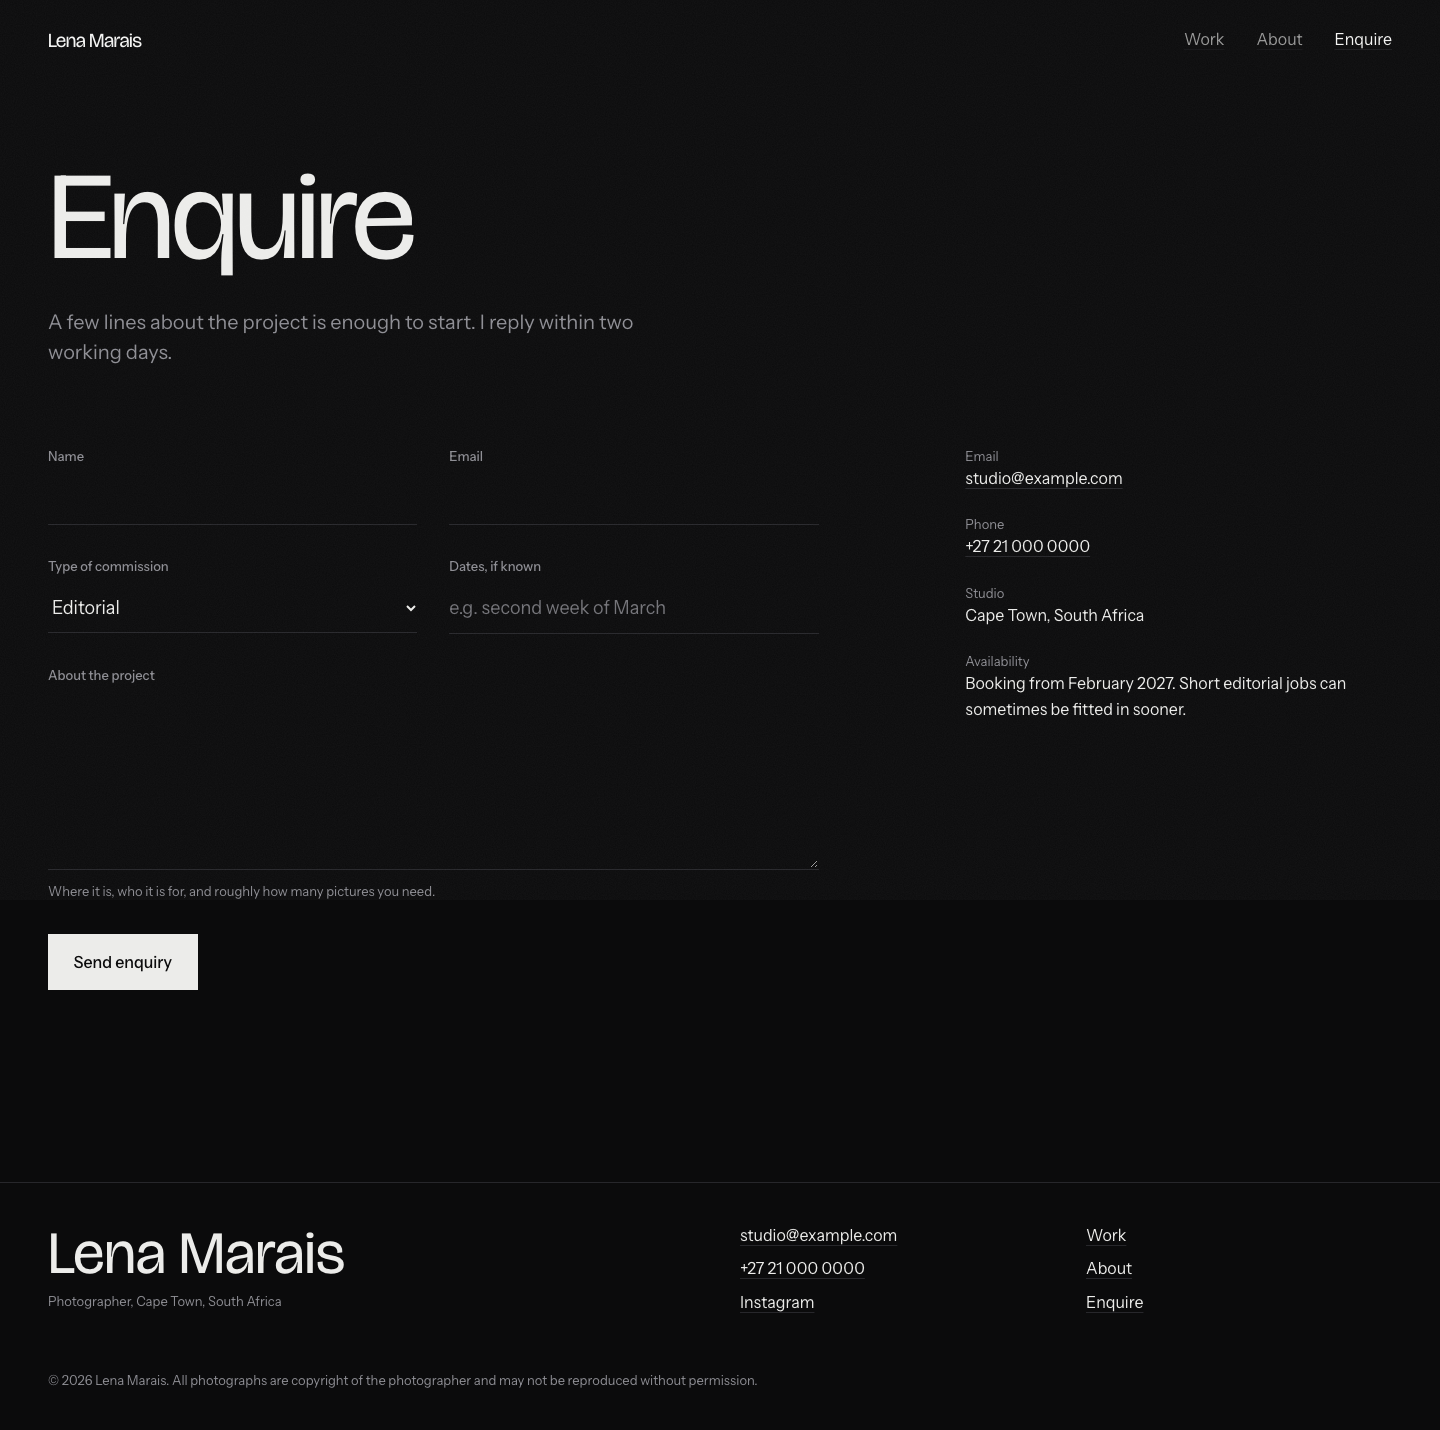 Lena Marais
Work About Enquire
Enquire
A few lines about the project is enough to start. I reply within two
working days.
Name
Email
Type of commission
Editorial
Dates, if known
e.g. second week of March
About the project
Where it is, who it is for, and roughly how many pictures you need.
Send enquiry
Email
studio@example.com
Phone
+27 21 000 0000
Studio
Cape Town, South Africa
Availability
Booking from February 2027. Short editorial jobs can
sometimes be fitted in sooner.
Lena Marais
Photographer, Cape Town, South Africa
studio@example.com
+27 21 000 0000
Instagram
Work
About
Enquire
© 2026 Lena Marais. All photographs are copyright of the photographer and may not be reproduced without permission.